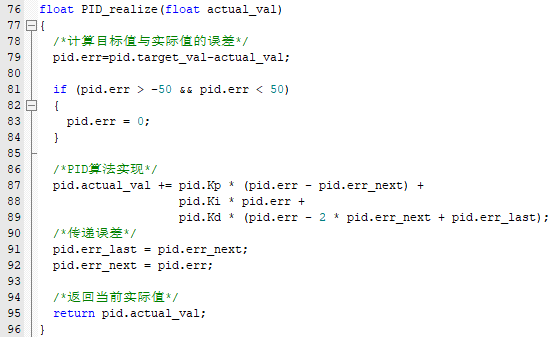 76 float PID_realize(float actual_val)
77 {
78 /*计算目标值与实际值的误差*/
79 pid.err=pid.target_val-actual_val;
80
81 if (pid.err > -50 && pid.err < 50)
82 {
83 pid.err = 0;
84 }
85
86 /*PID算法实现*/
87 pid.actual_val += pid.Kp * (pid.err - pid.err_next) +
88 pid.Ki * pid.err +
89 pid.Kd * (pid.err - 2 * pid.err_next + pid.err_last);
90 /*传递误差*/
91 pid.err_last = pid.err_next;
92 pid.err_next = pid.err;
93
94 /*返回当前实际值*/
95 return pid.actual_val;
96 }